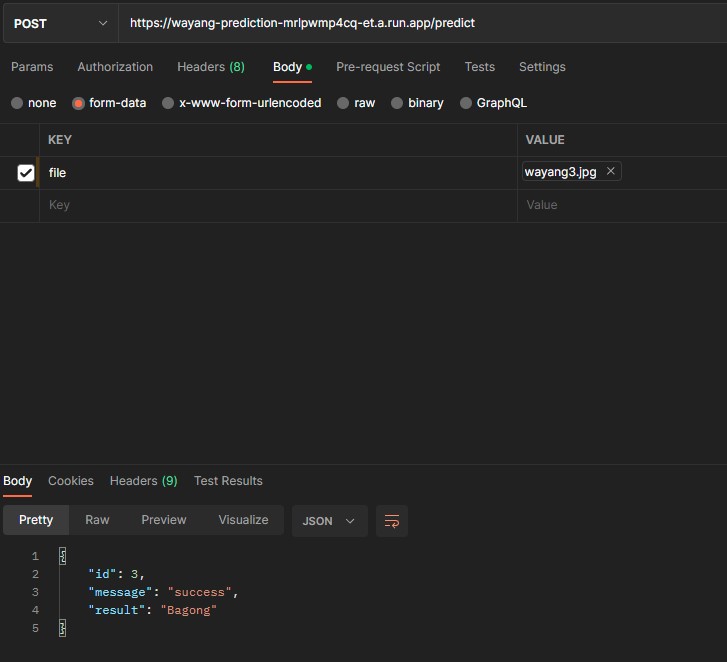 POST https://wayang-prediction-mrlpwmp4cq-et.a.run.app/predict
Params Authorization Headers (8) Body Pre-request Script Tests Settings
none form-data x-www-form-urlencoded raw binary GraphQL
KEY VALUE
file wayang3.jpg
Key Value
Body Cookies Headers (9) Test Results
Pretty Raw Preview Visualize JSON
1 {
2 "id": 3,
3 "message": "success",
4 "result": "Bagong"
5 }